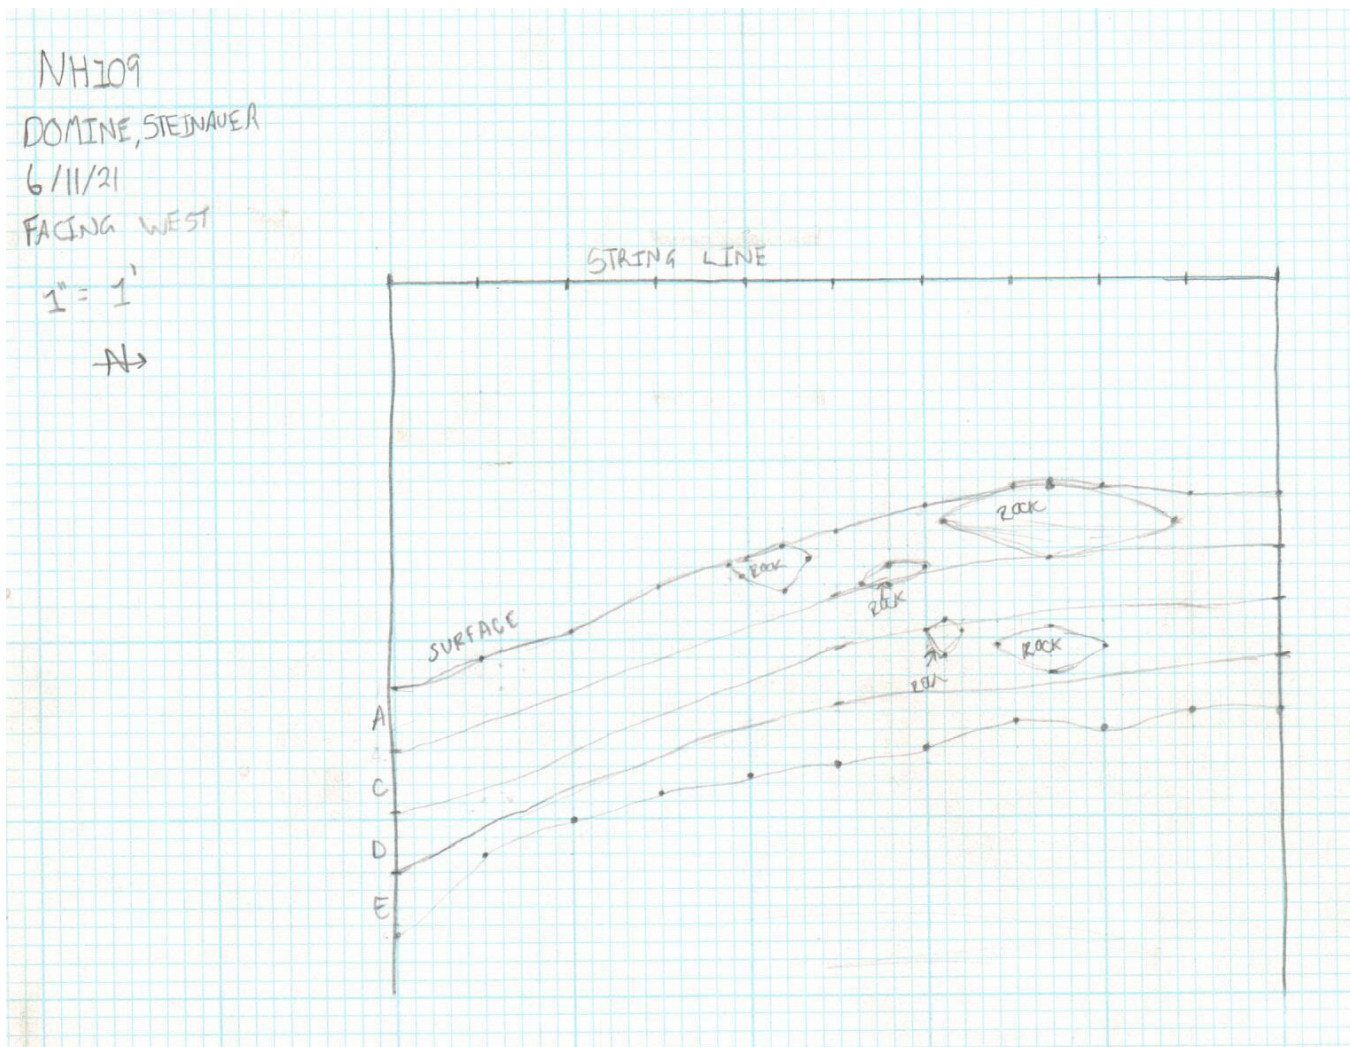 NH109
DOMINE, STEINAUER
6/11/21
FACING WEST
1" = 1'
N
STRING LINE
ROCK
ROCK
ROCK
SURFACE
ROCK
ROCK
A
C
D
E